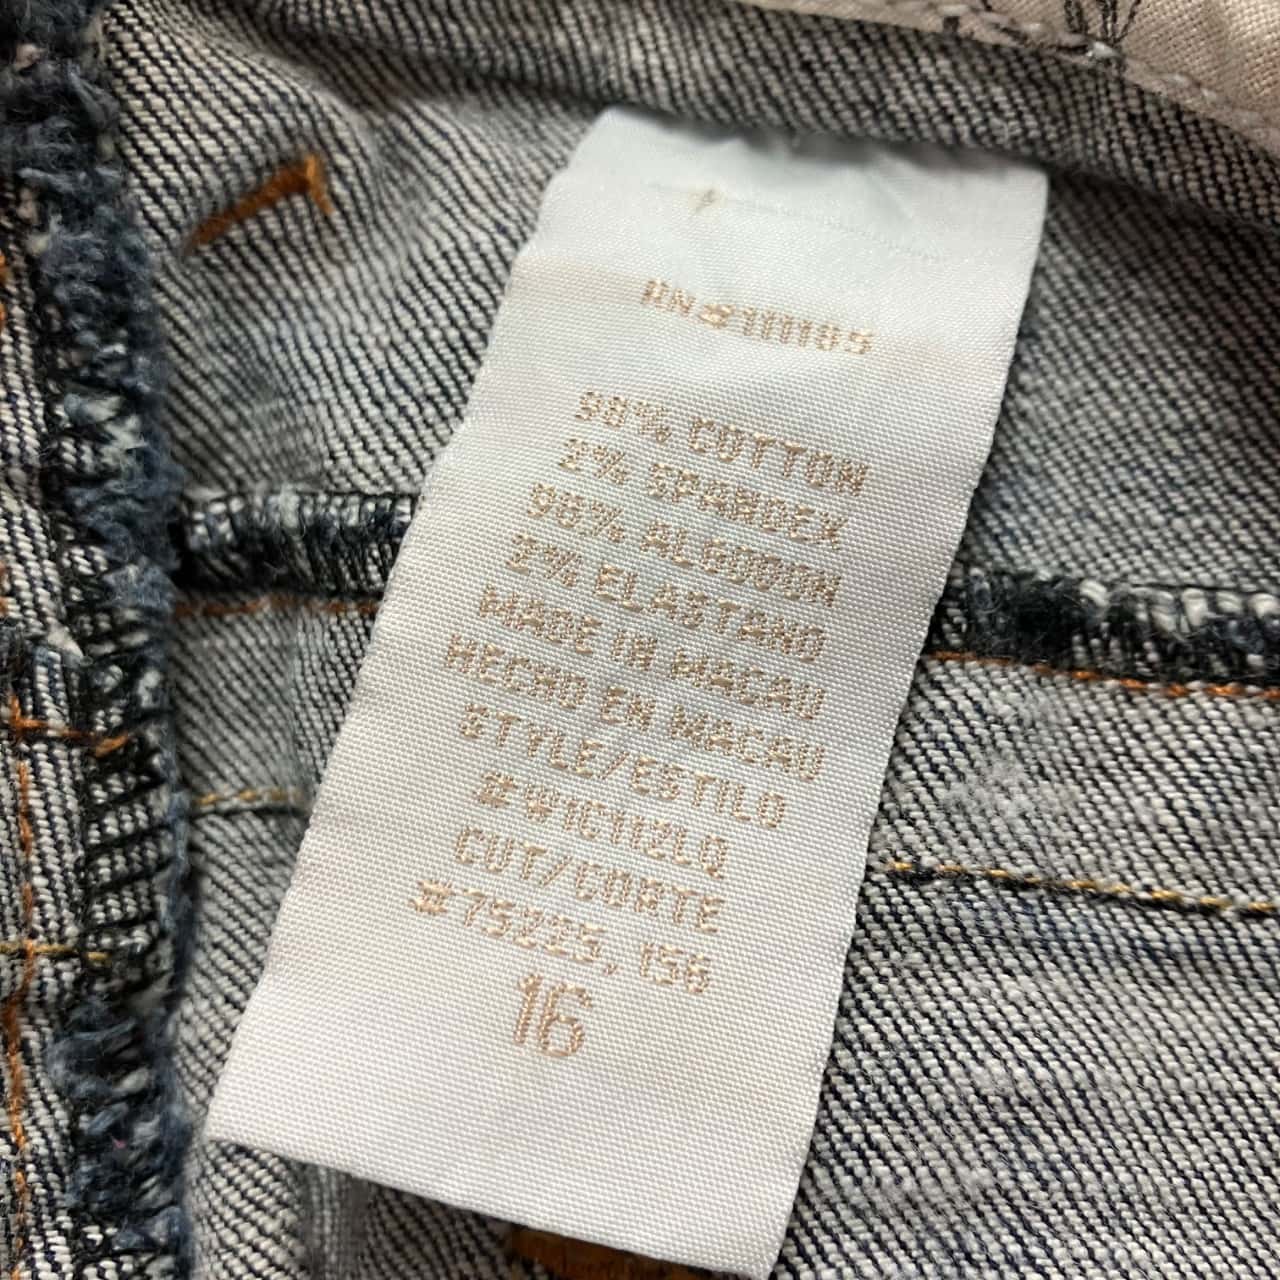 RN#111185
98% COTTON
2% SPANDEX
98% ALGODON
2% ELASTANO
MADE IN MACAU
HECHO EN MACAU
STYLE/ESTILO
#W1C112LQ
CUT/CORTE
#75225, 156
16